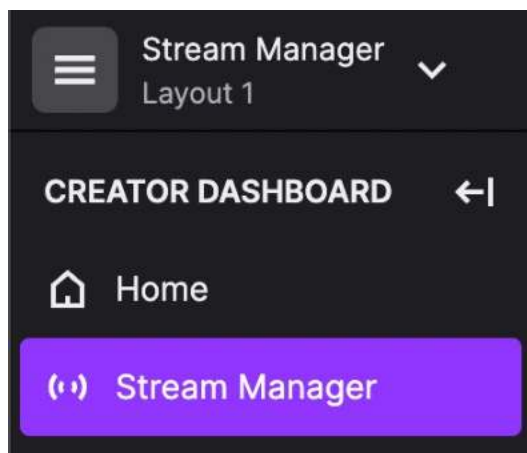 Stream Manager
Layout 1
CREATOR DASHBOARD
Home
Stream Manager